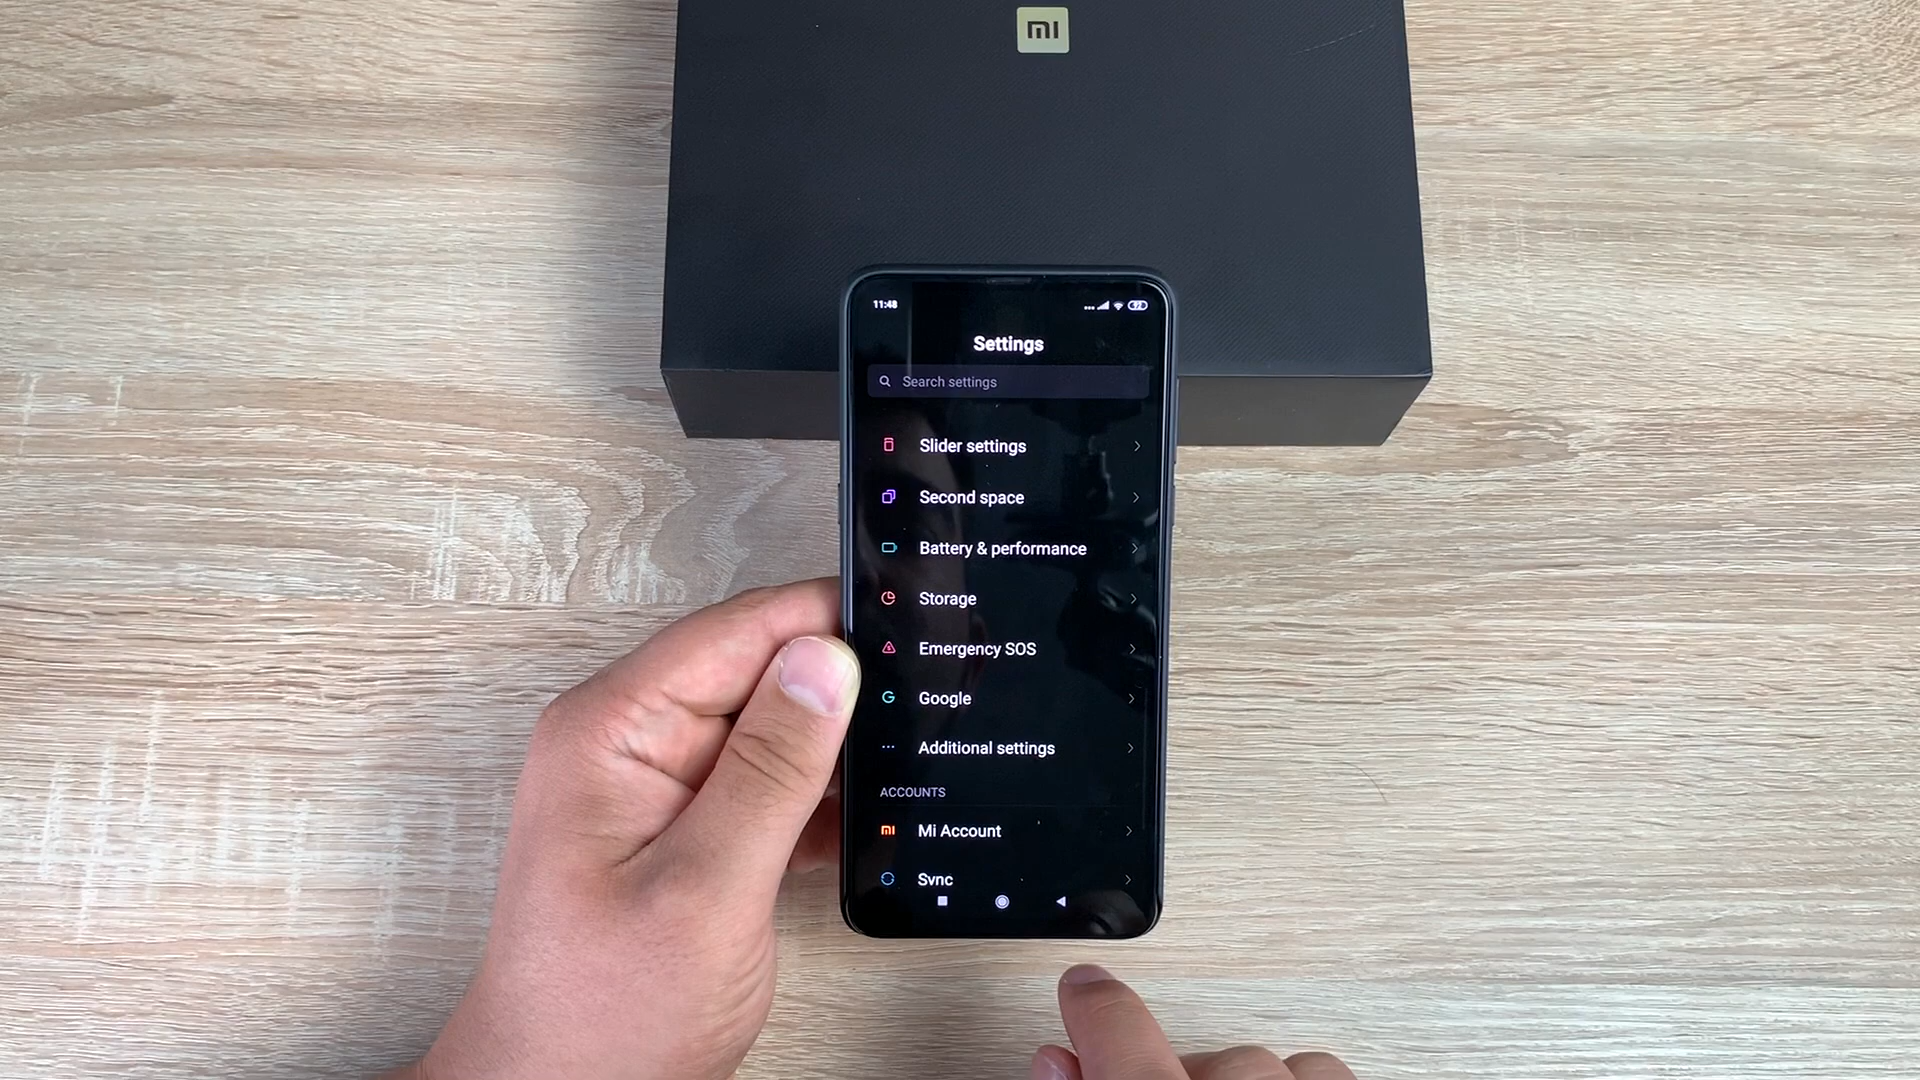 mi
11:48
Settings
Search settings
Slider settings
Second space
Battery & performance
Storage
Emergency SOS
Google
Additional settings
ACCOUNTS
mi Mi Account
Sync